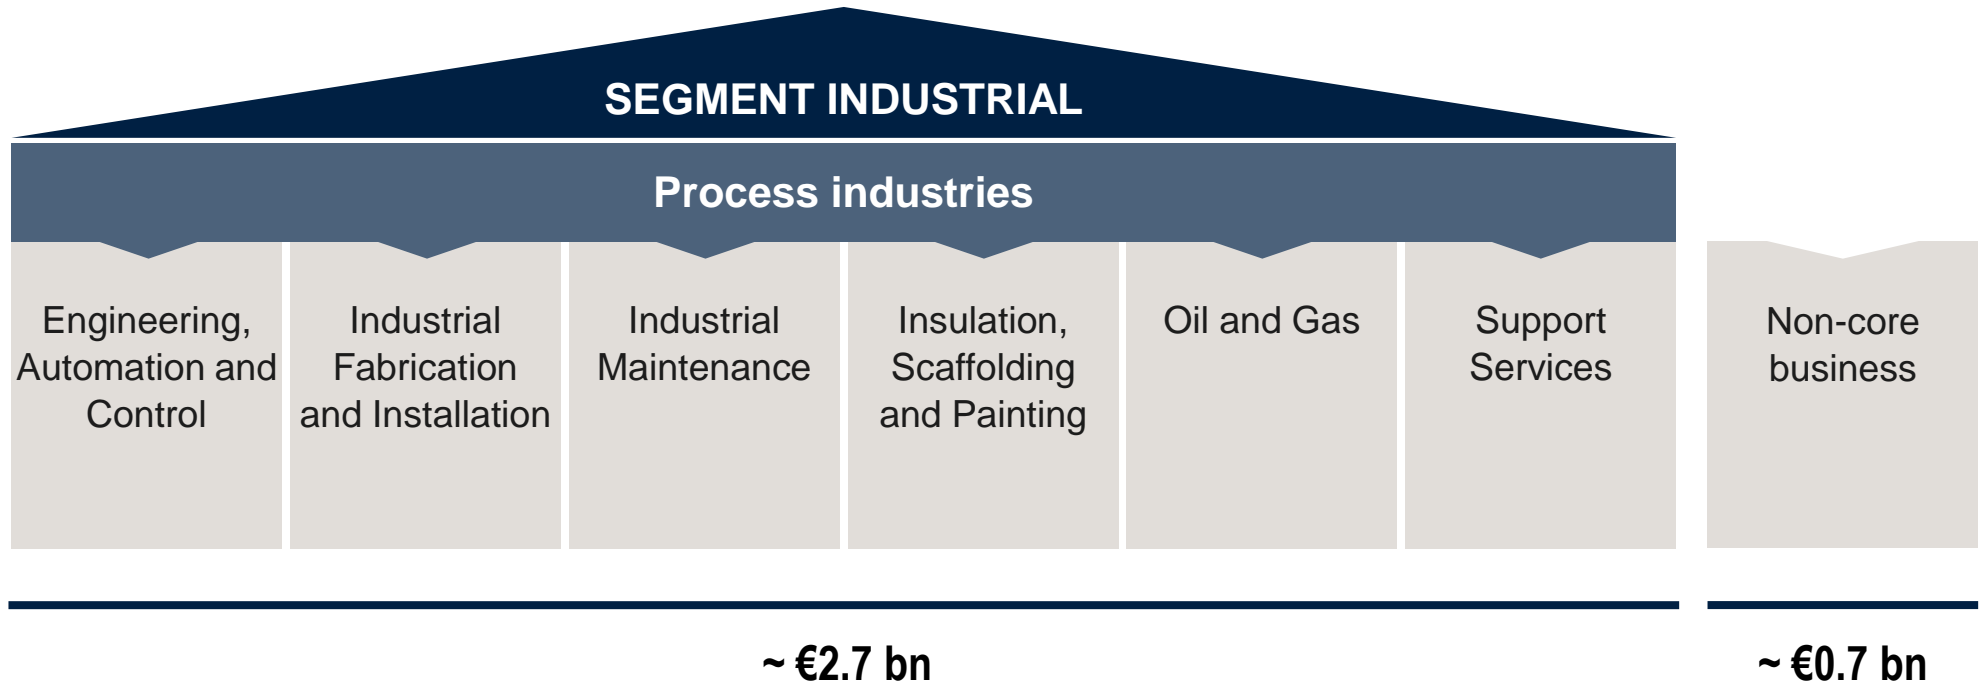 SEGMENT INDUSTRIAL
Process industries
Engineering,
Automation and
Control
Industrial
Fabrication
and Installation
Industrial
Maintenance
Insulation,
Scaffolding
and Painting
Oil and Gas
Support
Services
Non-core
business
~ €2.7 bn
~ €0.7 bn